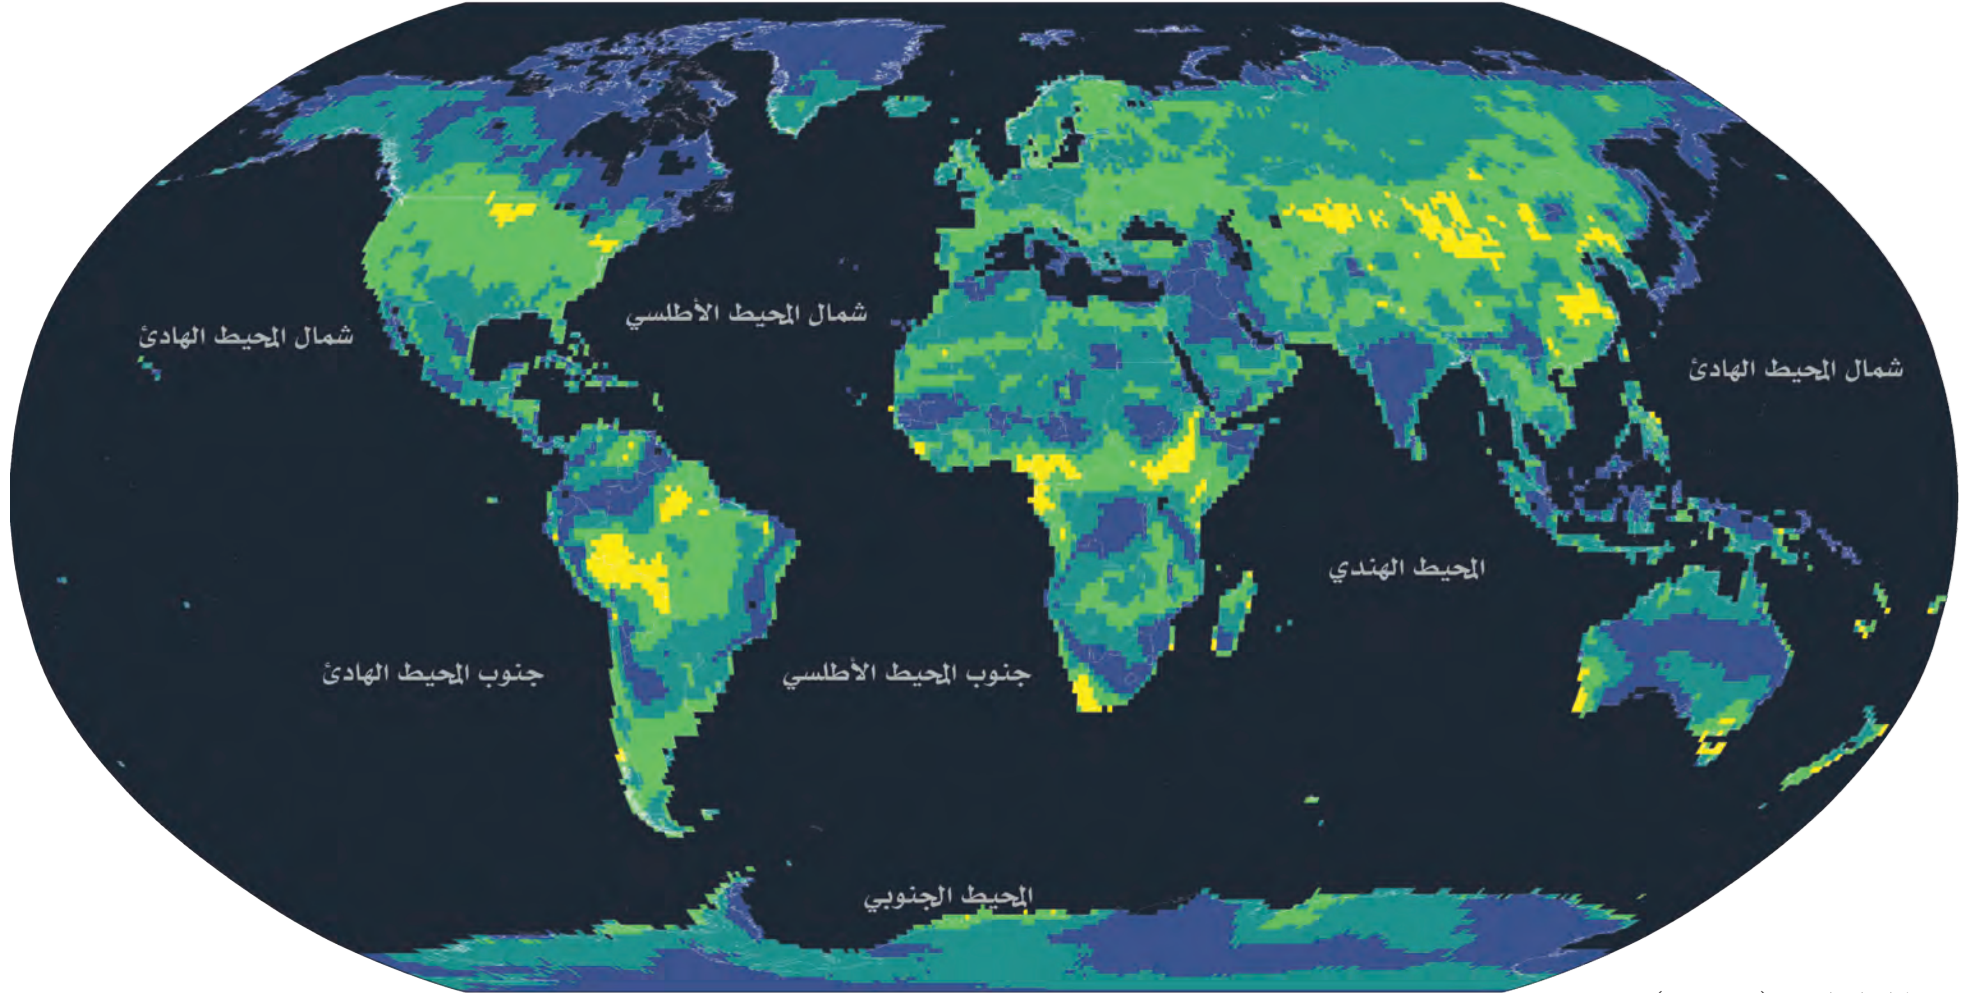 شمال المحيط الأطلسي
شمال المحيط الهادئ
شمال المحيط الهادئ
المحيط الهندي
جنوب المحيط الأطلسي
جنوب المحيط الهادئ
المحيط الجنوبي